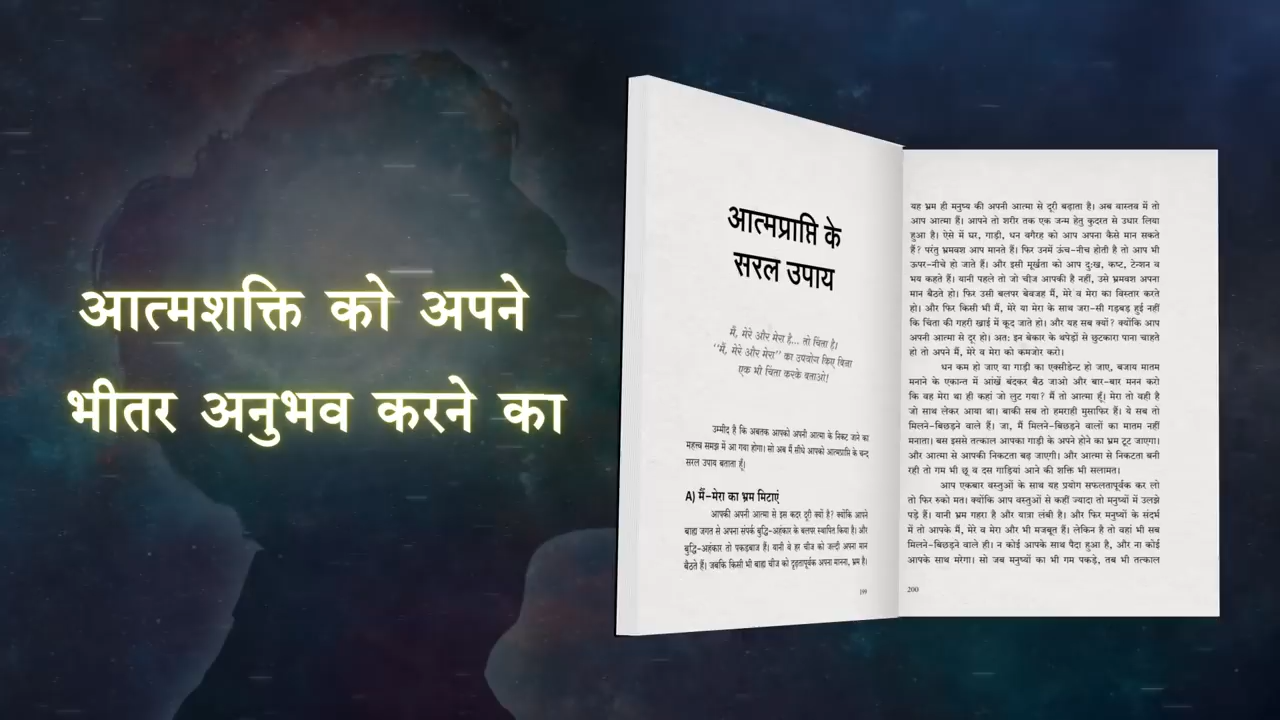 आत्मशक्ति को अपने
भीतर अनुभव करने का
आत्मप्राप्ति के
सरल उपाय
मैं, मेरे और मेरा है... तो चिंता है।
''मैं, मेरे और मेरा'' का उपयोग किए बिना
एक भी चिंता करके बताओ!
उम्मीद है कि अबतक आपको अपनी आत्मा के निकट जाने का
महत्त्व समझ में आ गया होगा। सो अब मैं सीधे आपको आत्मप्राप्ति के चन्द
सरल उपाय बताता हूँ।
A) मैं-मेरा का भ्रम मिटाएं
आपकी अपनी आत्मा से इस कदर दूरी क्यों है? क्योंकि आपने
बाह्य जगत से अपना संपर्क बुद्धि-अहंकार के बलपर स्थापित किया है। और
बुद्धि-अहंकार तो पकड़बाज हैं। यानी वे हर चीज को जल्दी अपना मान
बैठते हैं। जबकि किसी भी बाह्य चीज को दृढ़तापूर्वक अपना मानना, भ्रम है।
199
यह भ्रम ही मनुष्य की अपनी आत्मा से दूरी बढ़ाता है। अब वास्तव में तो
आप आत्मा हैं। आपने तो शरीर तक एक जन्म हेतु कुदरत से उधार लिया
हुआ है। ऐसे में घर, गाड़ी, धन वगैरह को आप अपना कैसे मान सकते
हैं? परंतु भ्रमवश आप मानते हैं। फिर उनमें ऊंच-नीच होती है तो आप भी
ऊपर-नीचे हो जाते हैं। और इसी मूर्खता को आप दुःख, कष्ट, टेन्शन व
भय कहते हैं। यानी पहले तो जो चीज आपकी है नहीं, उसे भ्रमवश अपना
मान बैठते हो। फिर उसी बलपर बेवजह मैं, मेरे व मेरा का विस्तार करते
हो। और फिर किसी भी मैं, मेरे या मेरा के साथ जरा-सी गड़बड़ हुई नहीं
कि चिंता की गहरी खाई में कूद जाते हो। और यह सब क्यों? क्योंकि आप
अपनी आत्मा से दूर हो। अतः इन बेकार के थपेड़ों से छुटकारा पाना चाहते
हो तो अपने मैं, मेरे व मेरा को कमजोर करो।
धन कम हो जाए या गाड़ी का एक्सीडेन्ट हो जाए, बजाय मातम
मनाने के एकान्त में आंखें बंदकर बैठ जाओ और बार-बार मनन करो
कि वह मेरा था ही कहां जो लुट गया? मैं तो आत्मा हूँ। मेरा तो वही है
जो साथ लेकर आया था। बाकी सब तो हमराही मुसाफिर हैं। ये सब तो
मिलने-बिछड़ने वाले हैं। जा, मैं मिलने-बिछड़ने वालों का मातम नहीं
मनाता। बस इससे तत्काल आपका गाड़ी के अपने होने का भ्रम टूट जाएगा।
और आत्मा से आपकी निकटता बढ़ जाएगी। और आत्मा से निकटता बनी
रही तो गम भी छू व दस गाड़ियां आने की शक्ति भी सलामत।
आप एकबार वस्तुओं के साथ यह प्रयोग सफलतापूर्वक कर लो
तो फिर रुको मत। क्योंकि आप वस्तुओं से कहीं ज्यादा तो मनुष्यों में उलझे
पड़े हैं। यानी भ्रम गहरा है और यात्रा लंबी है। और फिर मनुष्यों के संदर्भ
में तो आपके मैं, मेरे व मेरा और भी मजबूत हैं। लेकिन है तो वहां भी सब
मिलने-बिछड़ने वाले ही। न कोई आपके साथ पैदा हुआ है, और ना कोई
आपके साथ मरेगा। सो जब मनुष्यों का भी गम पकड़े, तब भी तत्काल
200